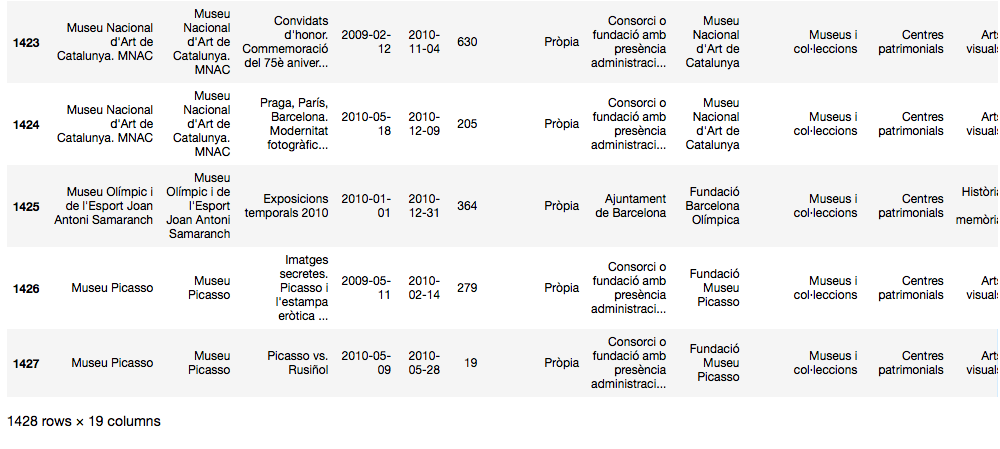 1423
Museu Nacional
d'Art de
Catalunya. MNAC
Museu
Nacional
d'Art de
Catalunya.
MNAC
Convidats
d'honor.
Commemoració
del 75è aniver...
2009-02-
12
2010-
11-04
630
Pròpia
Consorci o
fundació amb
presència
administraci...
Museu
Nacional
d'Art de
Catalunya
Museus i
col·leccions
Centres
patrimonials
Arts
visuals
1424
Museu Nacional
d'Art de
Catalunya. MNAC
Museu
Nacional
d'Art de
Catalunya.
MNAC
Praga, París,
Barcelona.
Modernitat
fotogràfic...
2010-05-
18
2010-
12-09
205
Pròpia
Consorci o
fundació amb
presència
administraci...
Museu
Nacional
d'Art de
Catalunya
Museus i
col·leccions
Centres
patrimonials
Arts
visuals
1425
Museu Olímpic i
de l'Esport Joan
Antoni Samaranch
Museu
Olímpic i de
l'Esport
Joan Antoni
Samaranch
Exposicions
temporals 2010
2010-01-
01
2010-
12-31
364
Pròpia
Ajuntament
de Barcelona
Fundació
Barcelona
Olímpica
Museus i
col·leccions
Centres
patrimonials
Històri
memòria
1426
Museu Picasso
Museu
Picasso
Imatges
secretes.
Picasso i
l'estampa
eròtica ...
2009-05-
11
2010-
02-14
279
Pròpia
Consorci o
fundació amb
presència
administraci...
Fundació
Museu
Picasso
Museus i
col·leccions
Centres
patrimonials
Arts
visuals
1427
Museu Picasso
Museu
Picasso
Picasso vs.
Rusiñol
2010-05-
09
2010-
05-28
19
Pròpia
Consorci o
fundació amb
presència
administraci...
Fundació
Museu
Picasso
Museus i
col·leccions
Centres
patrimonials
Arts
visuals
1428 rows × 19 columns